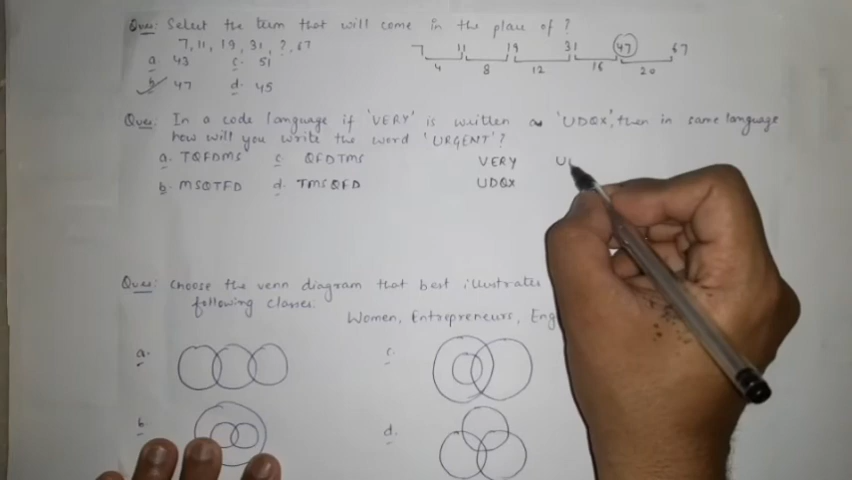 Ques: Select the term that will come in the place of ?
7, 11, 19, 31, ?, 67
7 11 19 31 47 67
4 8 12 16 20
a. 43 c. 51
b. 47 d. 45
Ques: In a code language if 'VERY' is written as 'UDQX', then in same language
how will you write the word 'URGENT'?
a. TQFDMS c. QFDTMS
VERY
b. MSQTFD d. TMSQFD
UDQX
Ques: Choose the venn diagram that best illustrates
following classes:
Women, Entrepreneurs, Eng
a. c.
b. d.